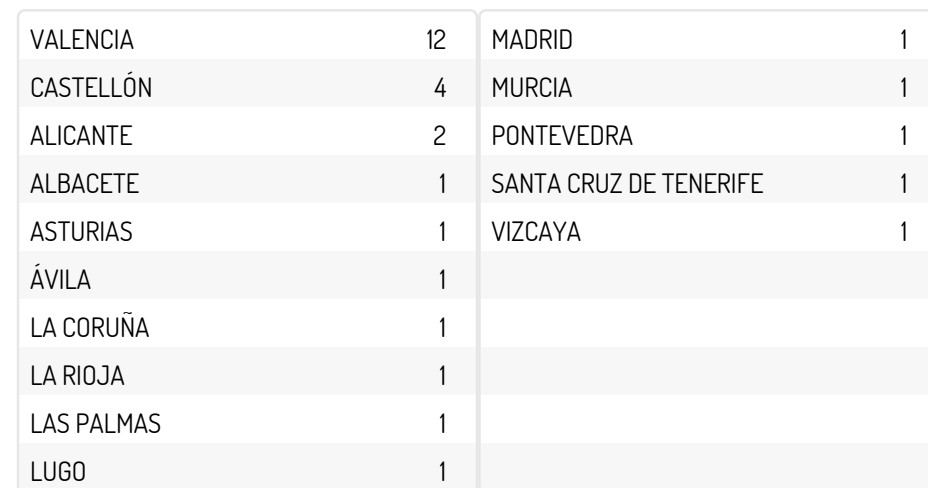 VALENCIA 12
CASTELLÓN 4
ALICANTE 2
ALBACETE 1
ASTURIAS 1
ÁVILA 1
LA CORUÑA 1
LA RIOJA 1
LAS PALMAS 1
LUGO 1
MADRID 1
MURCIA 1
PONTEVEDRA 1
SANTA CRUZ DE TENERIFE 1
VIZCAYA 1